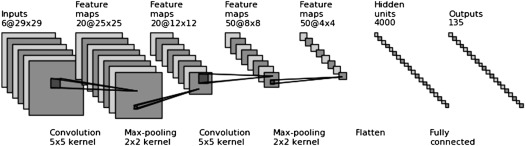 Inputs
6@29x29
Feature
maps
20@25x25
Feature
maps
20@12x12
Feature
maps
50@8x8
Feature
maps
50@4x4
Hidden
units
4000
Outputs
135
Convolution
5x5 kernel
Max-pooling
2x2 kernel
Convolution
5x5 kernel
Max-pooling
2x2 kernel
Flatten
Fully
connected